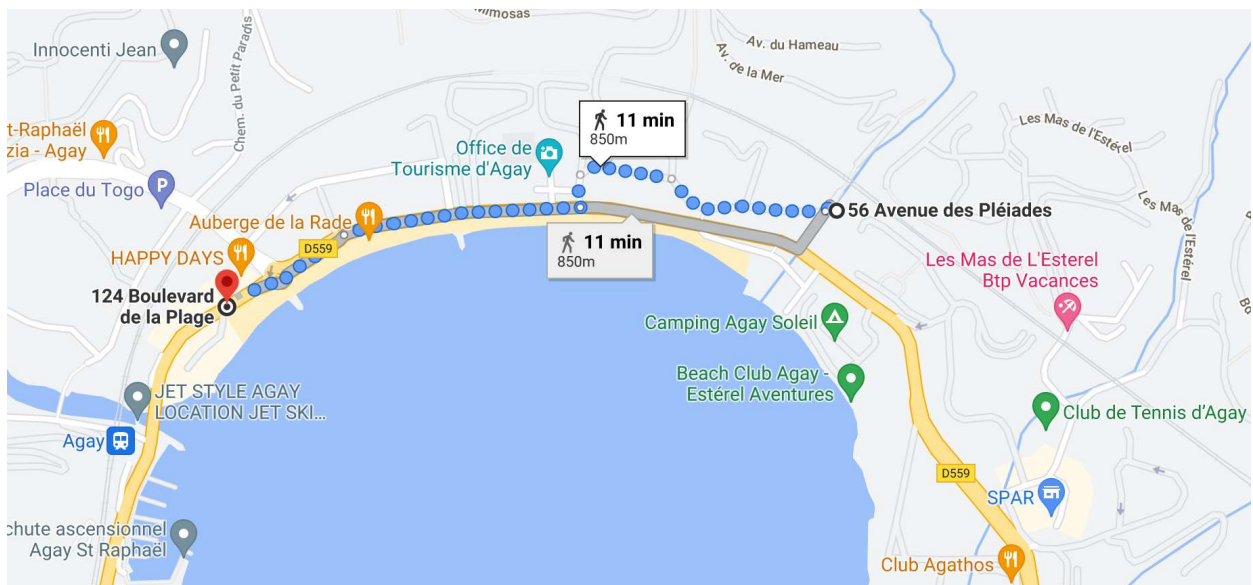 Mimosas
Innocenti Jean
Chem. du Petit Paradis
Av. du Hameau
Av. de la Mer
t-Raphaël
zia - Agay
11 min
850m
Les Mas de l'Estérel
Office de
Tourisme d'Agay
Place du Togo
Auberge de la Rade
56 Avenue des Pléiades
Les Mas de
l'Estérel
D559
11 min
850m
HAPPY DAYS
Les Mas de L'Esterel
Btp Vacances
124 Boulevard
de la Plage
Camping Agay Soleil
JET STYLE AGAY
LOCATION JET SKI...
Beach Club Agay -
Estérel Aventures
Club de Tennis d'Agay
Agay
D559
SPAR
chute ascensionnel
Agay St Raphaël
Club Agathos